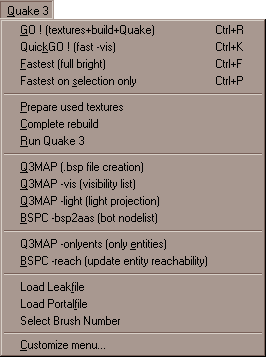 Quake 3
GO ! (textures+build+Quake) Ctrl+R
QuickGO ! (fast -vis) Ctrl+K
Fastest (full bright) Ctrl+F
Fastest on selection only Ctrl+P
Prepare used textures
Complete rebuild
Run Quake 3
Q3MAP (.bsp file creation)
Q3MAP -vis (visibility list)
Q3MAP -light (light projection)
BSPC -bsp2aas (bot nodelist)
Q3MAP -onlyents (only entities)
BSPC -reach (update entity reachability)
Load Leakfile
Load Portalfile
Select Brush Number
Customize menu...